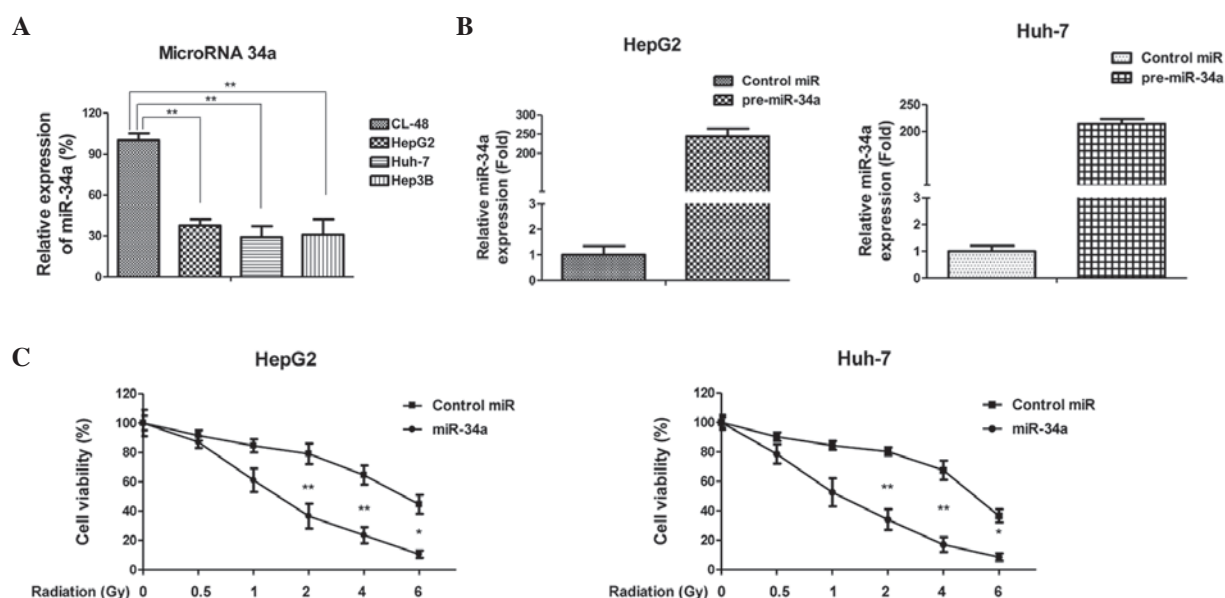 A
MicroRNA 34a
Relative expression
of miR-34a (%)
120
90
60
30
0
**
**
**
CL-48
HepG2
Huh-7
Hep3B
B
HepG2
Control miR
pre-miR-34a
Relative miR-34a
expression (Fold)
300
250
200
3
2
1
0
Huh-7
Control miR
pre-miR-34a
Relative miR-34a
expression (Fold)
250
200
3
2
1
0
C
HepG2
Cell viability (%)
120
100
80
60
40
20
0
Control miR
miR-34a
**
**
*
Radiation (Gy) 0 0.5 1 2 4 6
Huh-7
Cell viability (%)
120
100
80
60
40
20
0
Control miR
miR-34a
**
**
*
Radiation (Gy) 0 0.5 1 2 4 6